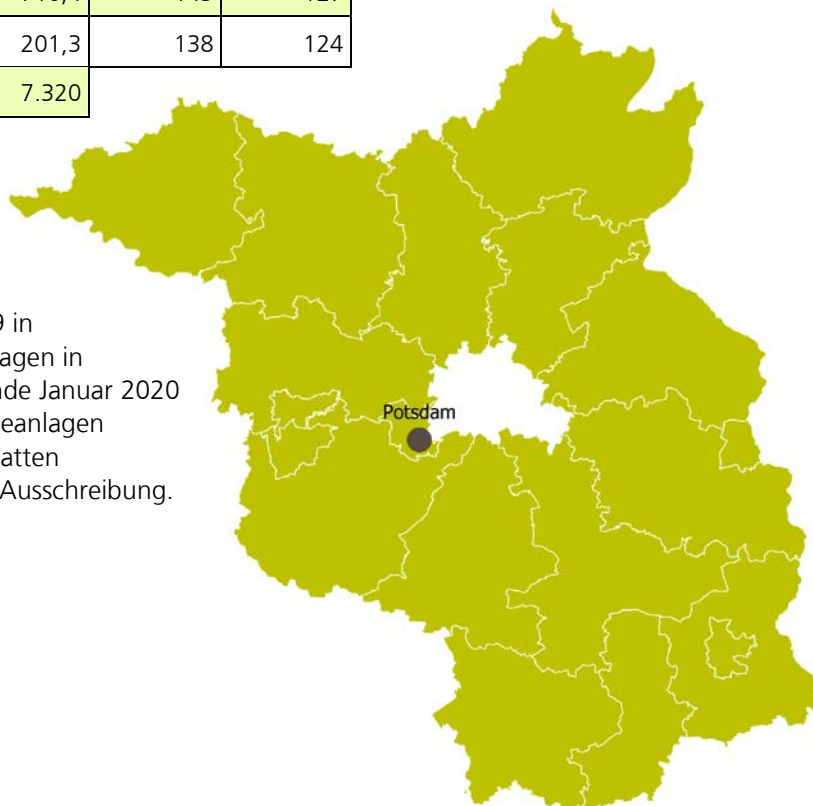 201,3 138 124
7.320
9 in
agen in
nde Januar 2020
eanlagen
atten
Ausschreibung.
Potsdam